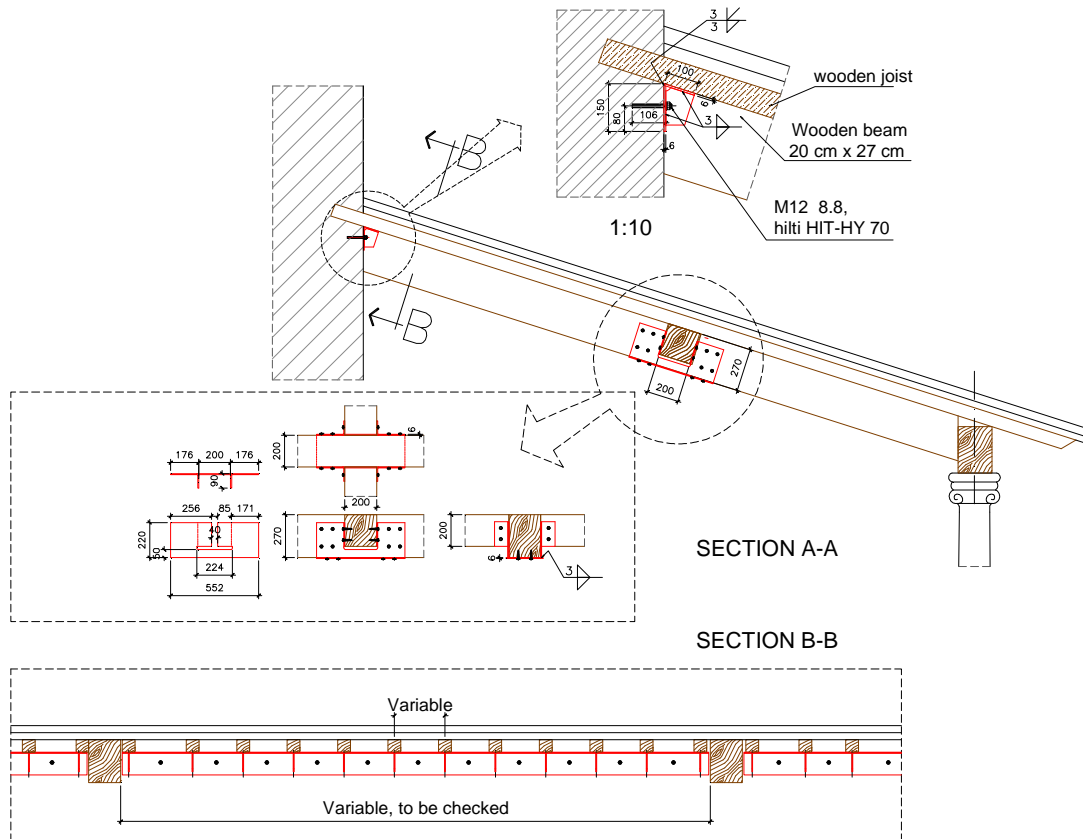 3
3
100
wooden joist
150
80
106
6
3
6
Wooden beam
20 cm x 27 cm
M12 8.8,
hilti HIT-HY 70
1:10
B
B
200
270
176 200 176
90
200
6
200
256 85 171
40
220
50
224
552
270
200
6
3
SECTION A-A
SECTION B-B
Variable
Variable, to be checked